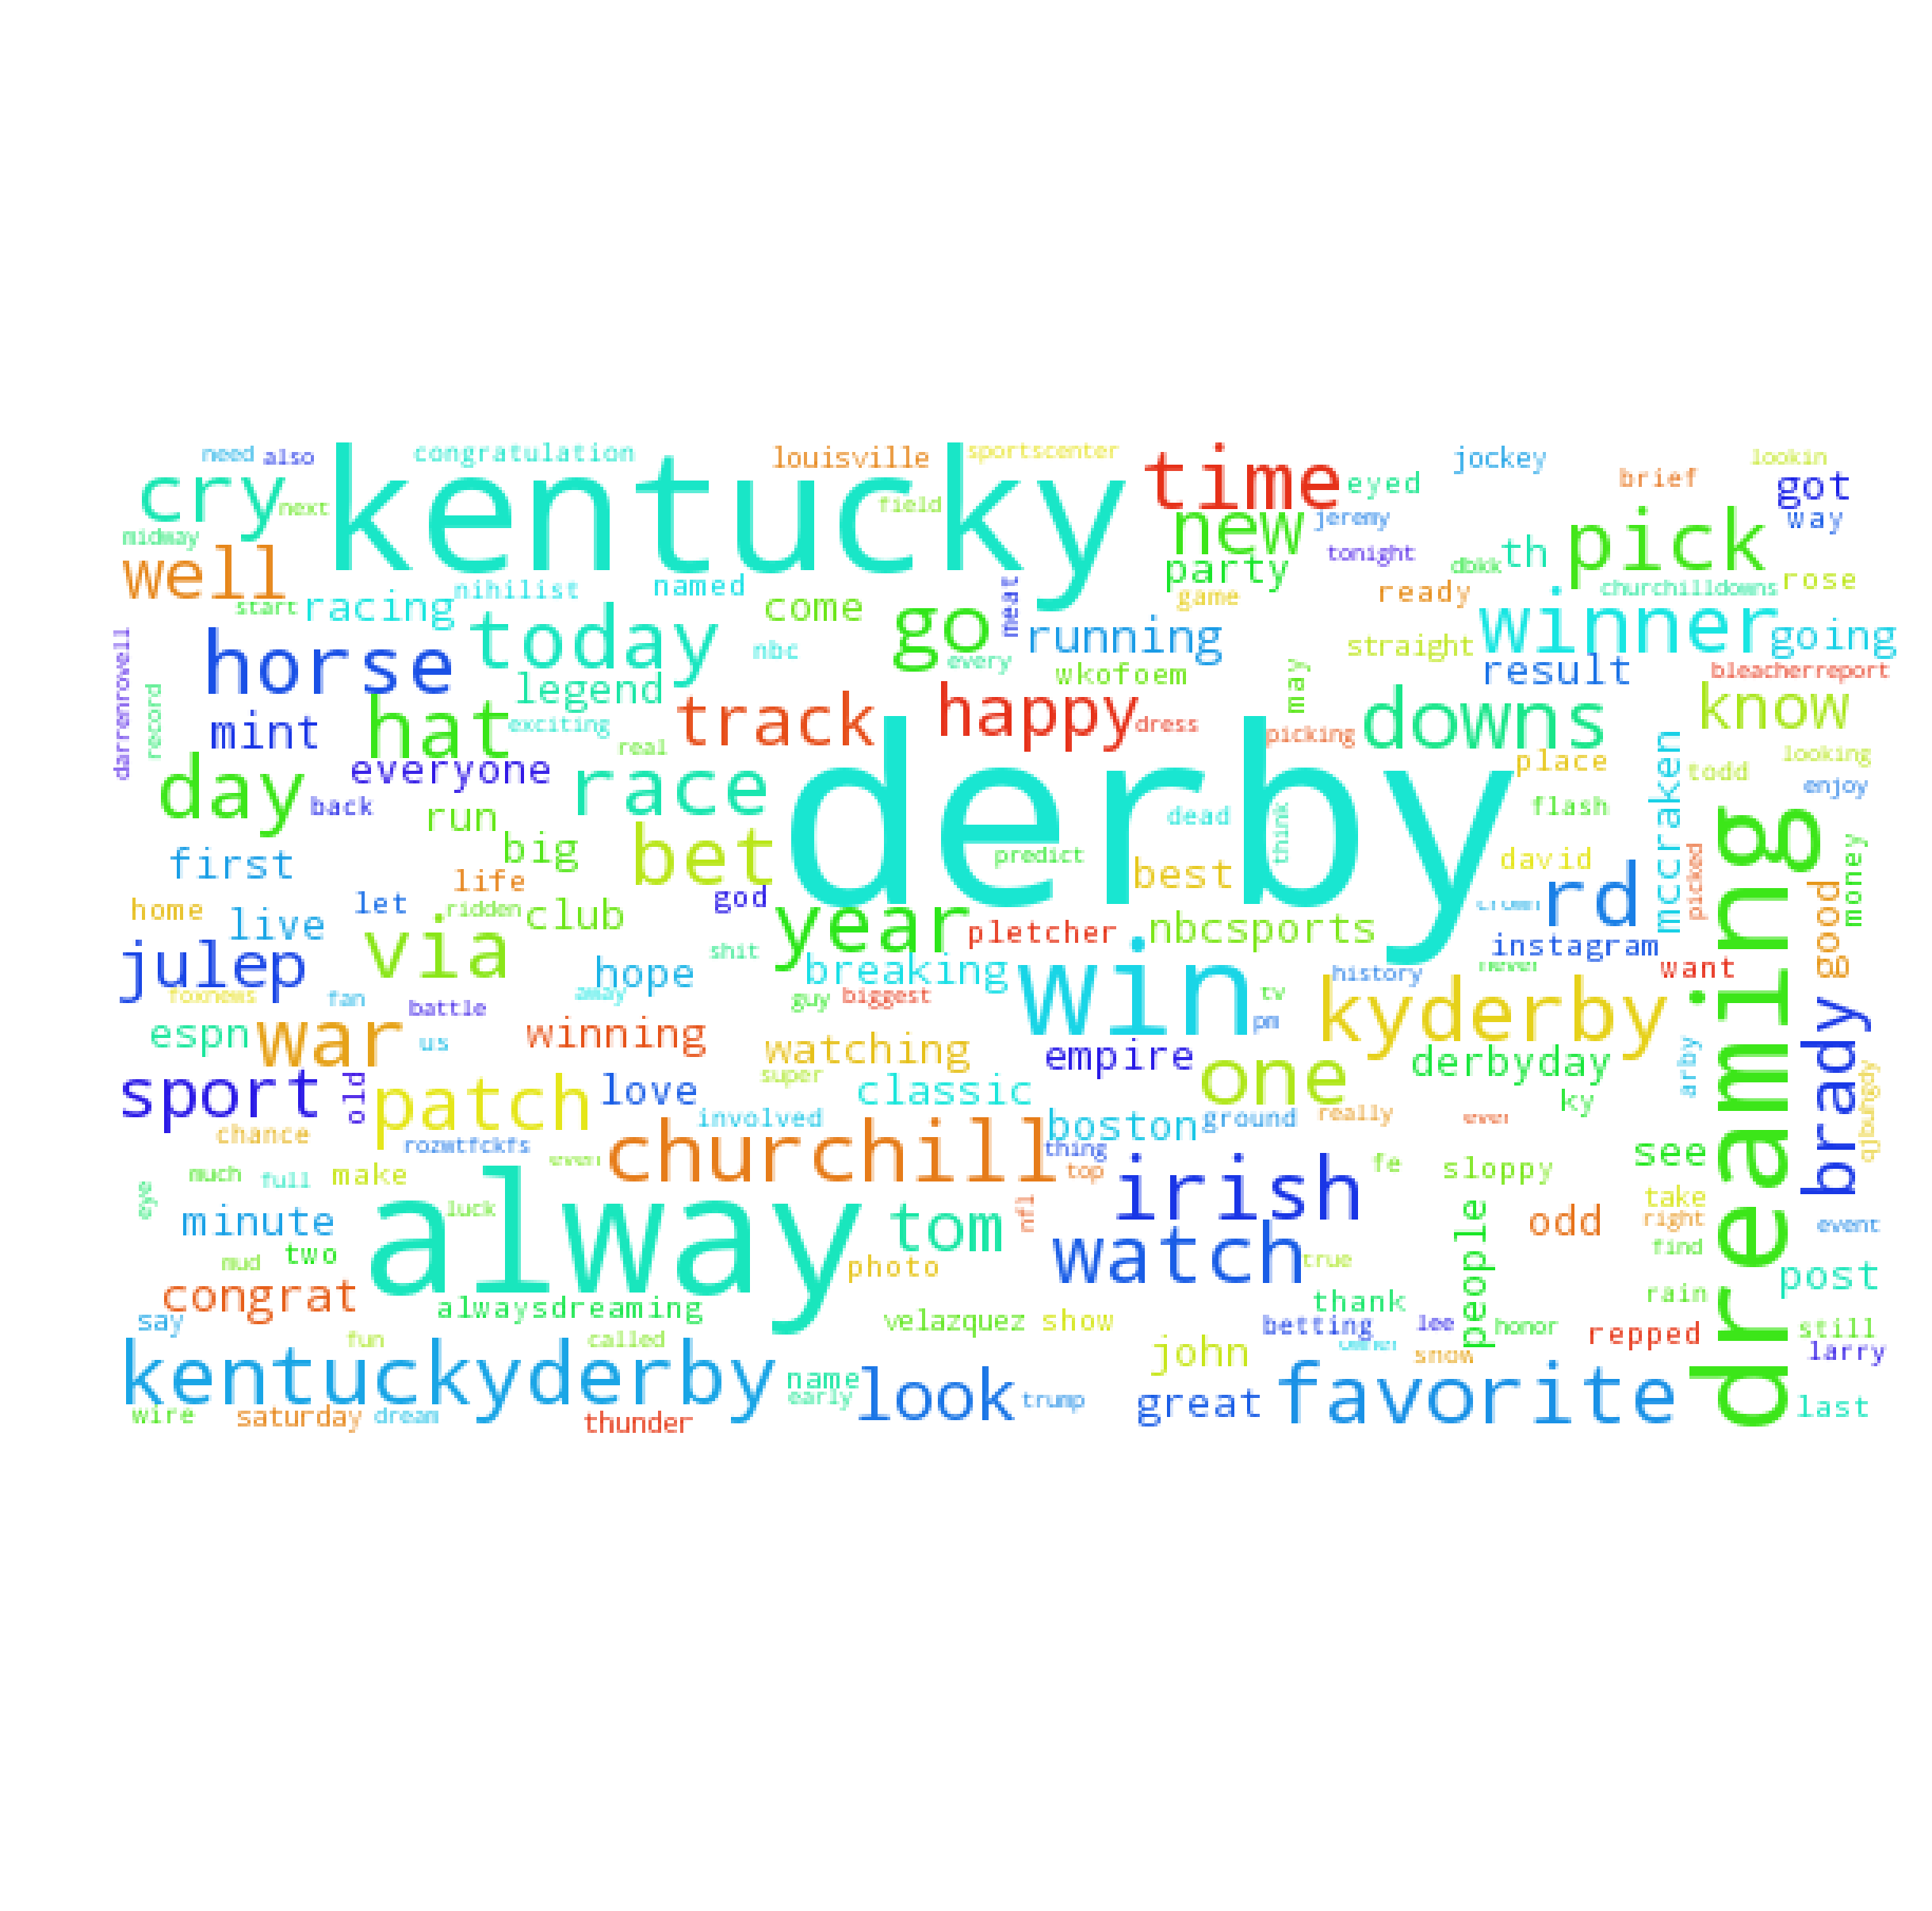 need also congratulation louisville sportscenter jockey brief lookin
cry kentucky time eyed got
next field new jeremy way
midway well party tonight dbkk th pick
start racing nihilist named come meat game ready churchilldowns rose
horse today nbc go every running straight winner going
darrenrovell record legend wkofoem may result bleacherreport
mint hat exciting real track happy dress picking downs know
day everyone race derby place mccraken todd looking
back run bet dead think flash enjoy
first big predict best david dreaming
home live let life ridden club god year pletcher nbcsports rd picked good money
julep via hope shit breaking win history instagram want
foxnews fan battle away guy biggest tv kyderby brady
espn war us winning watching empire pm derbyday arby
sport old patch love super classic one ky qjbungdy
chance rozmtfckfs involved boston ground really
much full make even churchill thing top irish fe sloppy see
eye minute alway luck tom nfl watch people odd take right event
mud two photo true find post
congrat alwaysdreaming thank rain
say fun called velazquez show betting lee honor repped still
kentuckyderby name john snow larry
wife saturday dream thunder early look trump great favorite last